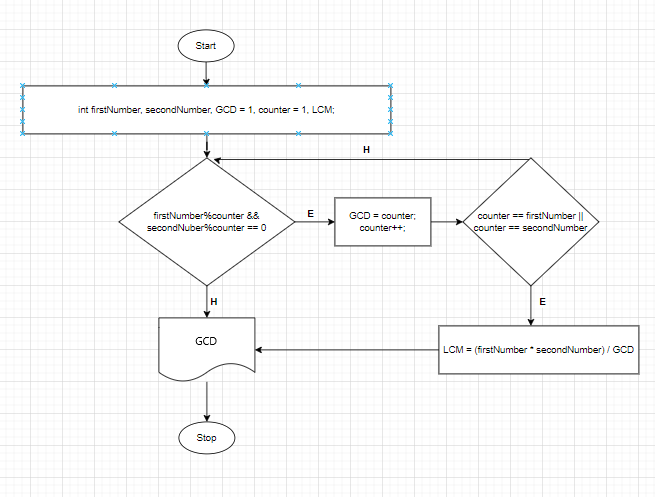 Start
int firstNumber, secondNumber, GCD = 1, counter = 1, LCM;
H
firstNumber%counter &&
secondNuber%counter == 0
E
GCD = counter;
counter++;
counter == firstNumber ||
counter == secondNumber
H
E
GCD
LCM = (firstNumber * secondNumber) / GCD
Stop